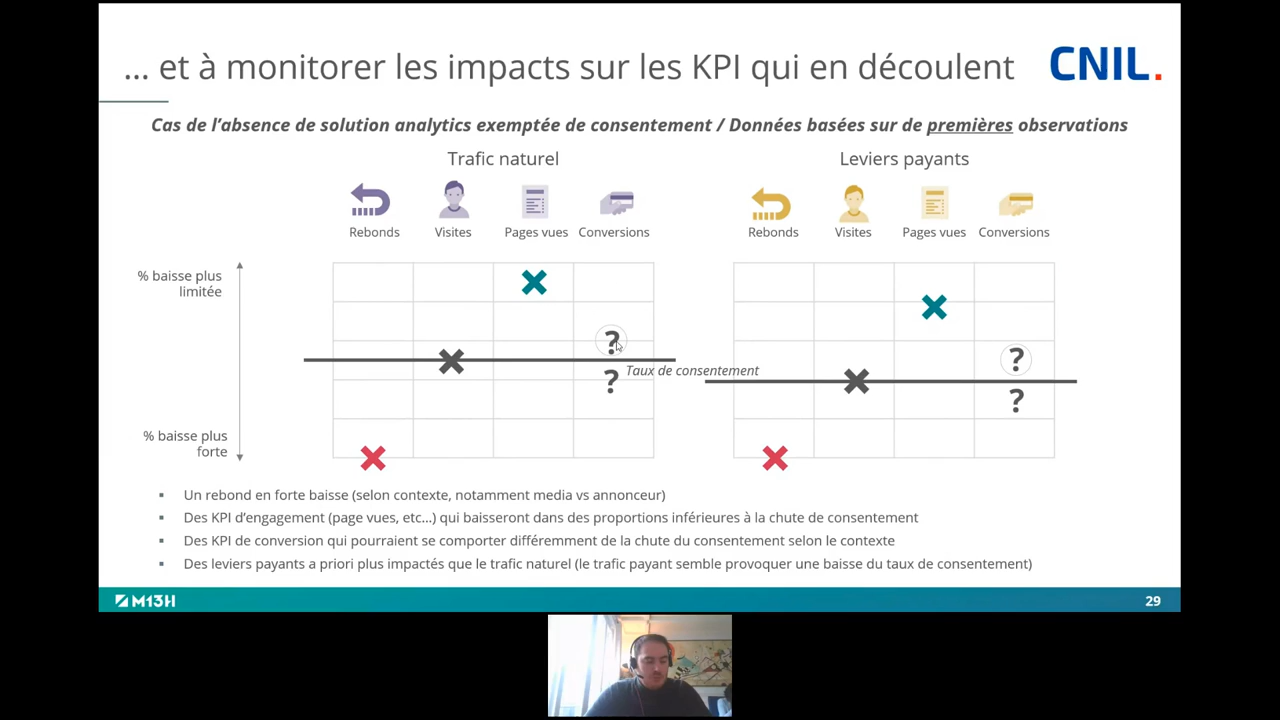 ... et à monitorer les impacts sur les KPI qui en découlent
CNIL.
Cas de l’absence de solution analytics exemptée de consentement / Données basées sur de premières observations
Trafic naturel
Leviers payants
Rebonds Visites Pages vues Conversions
Rebonds Visites Pages vues Conversions
% baisse plus
limitée
?
?
Taux de consentement
?
?
% baisse plus
forte
▪ Un rebond en forte baisse (selon contexte, notamment media vs annonceur)
▪ Des KPI d’engagement (page vues, etc...) qui baisseront dans des proportions inférieures à la chute de consentement
▪ Des KPI de conversion qui pourraient se comporter différemment de la chute du consentement selon le contexte
▪ Des leviers payants a priori plus impactés que le trafic naturel (le trafic payant semble provoquer une baisse du taux de consentement)
M13H
29